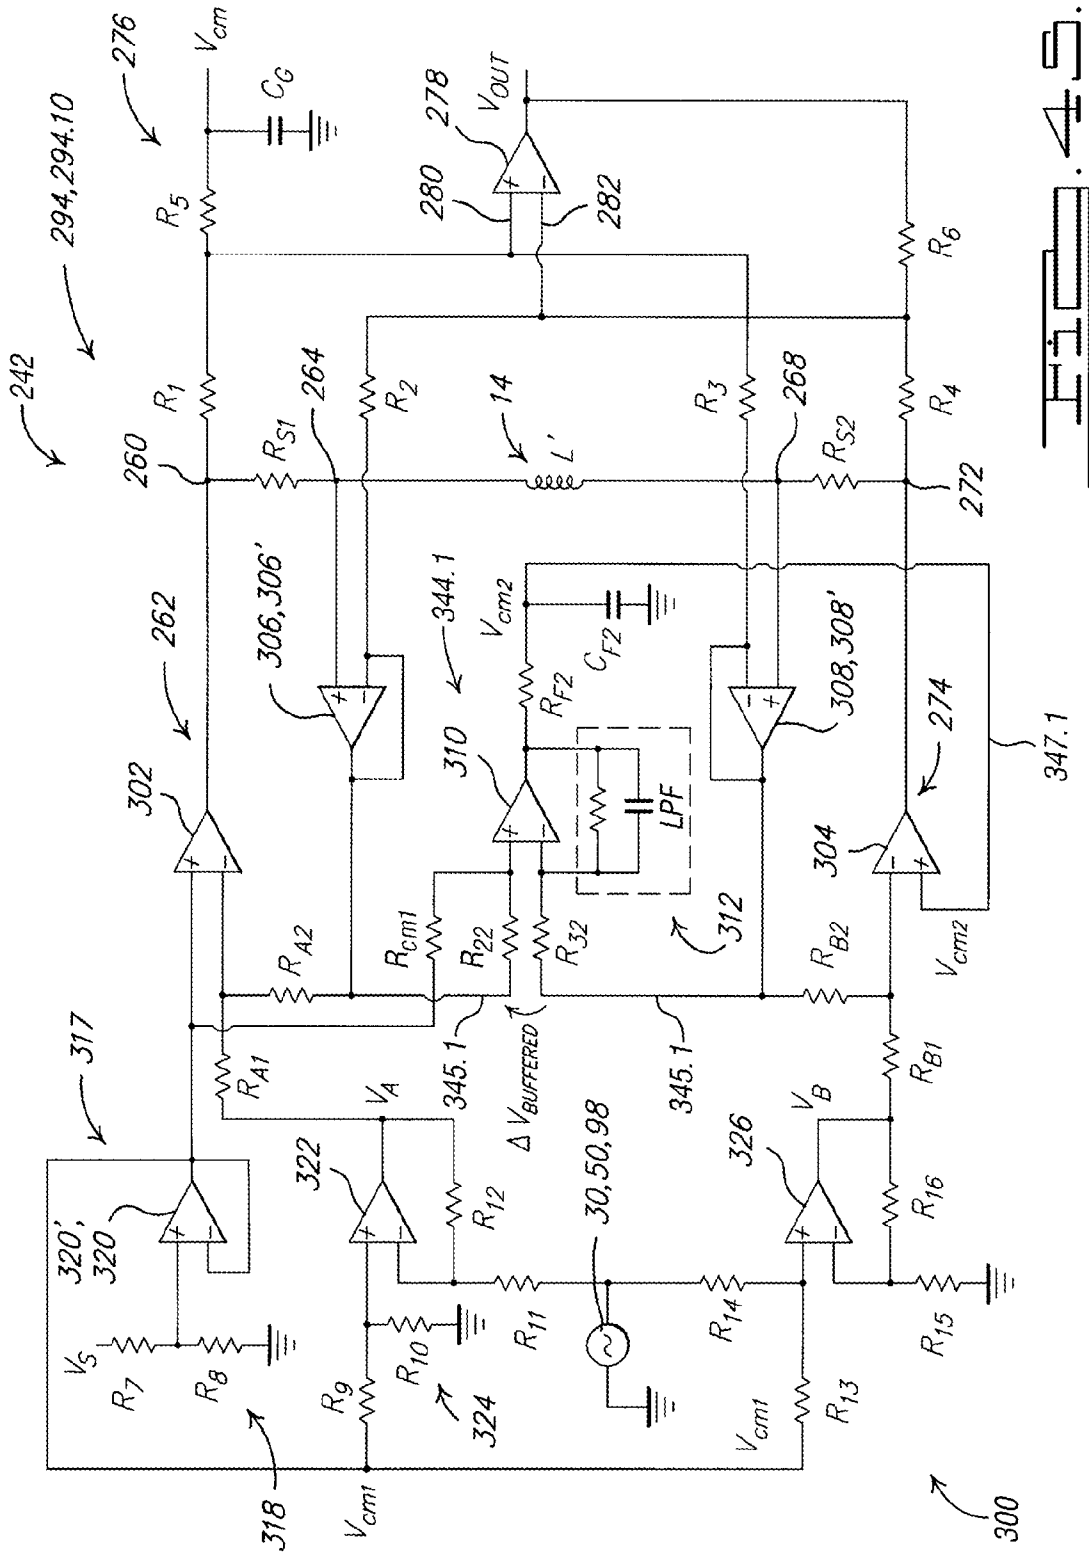 242
294, 294.10
276
260
R1
R5
Vcm
CG
262
302
RS1
264
R2
280
278
VOUT
282
317
320', 320
RA1
RA2
306, 306'
14
L'
VS
R7
R8
318
322
VA
345.1
Rcm1
R22
310
344.1
Vcm2
RF2
CF2
R9
R10
324
Vcm1
R11
R12
ΔVBUFFERED
R32
LPF
312
R3
268
30, 50, 98
R14
345.1
308, 308'
RS2
R4
R6
326
VB
RB2
304
274
272
Vcm1
R13
R15
R16
RB1
Vcm2
347.1
300
FIG. 45.